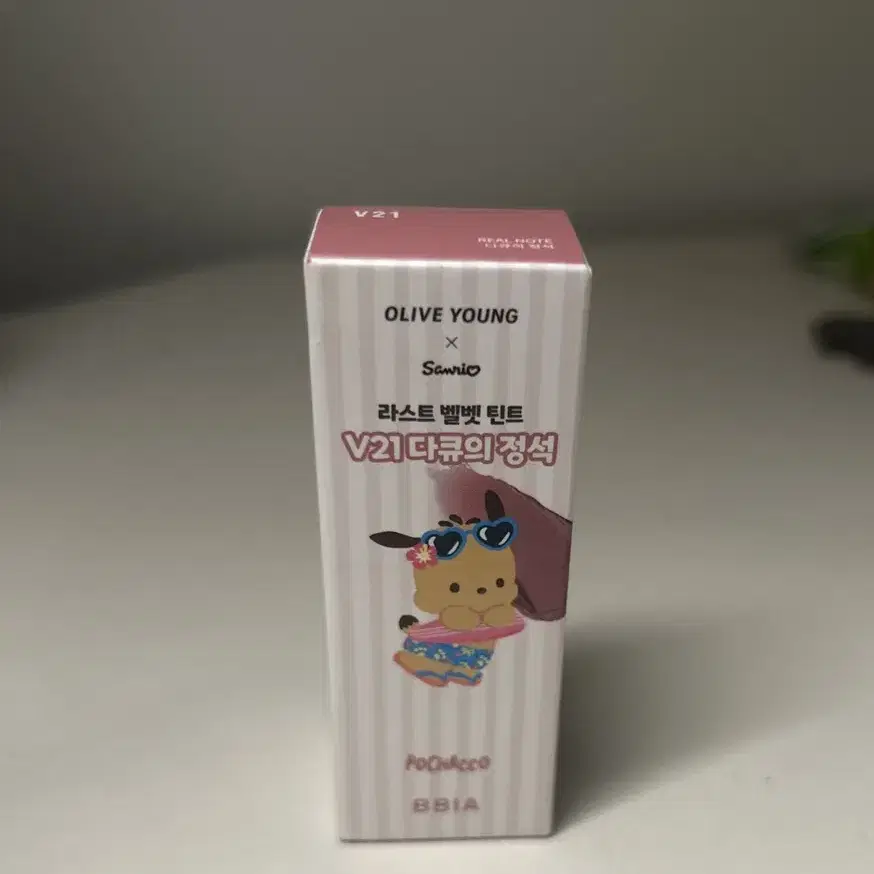 V21
REAL NOTE
다큐의 정석
OLIVE YOUNG
×
Sanrio
라스트 벨벳 틴트
V21 다큐의 정석
POCHACCO
BBIA